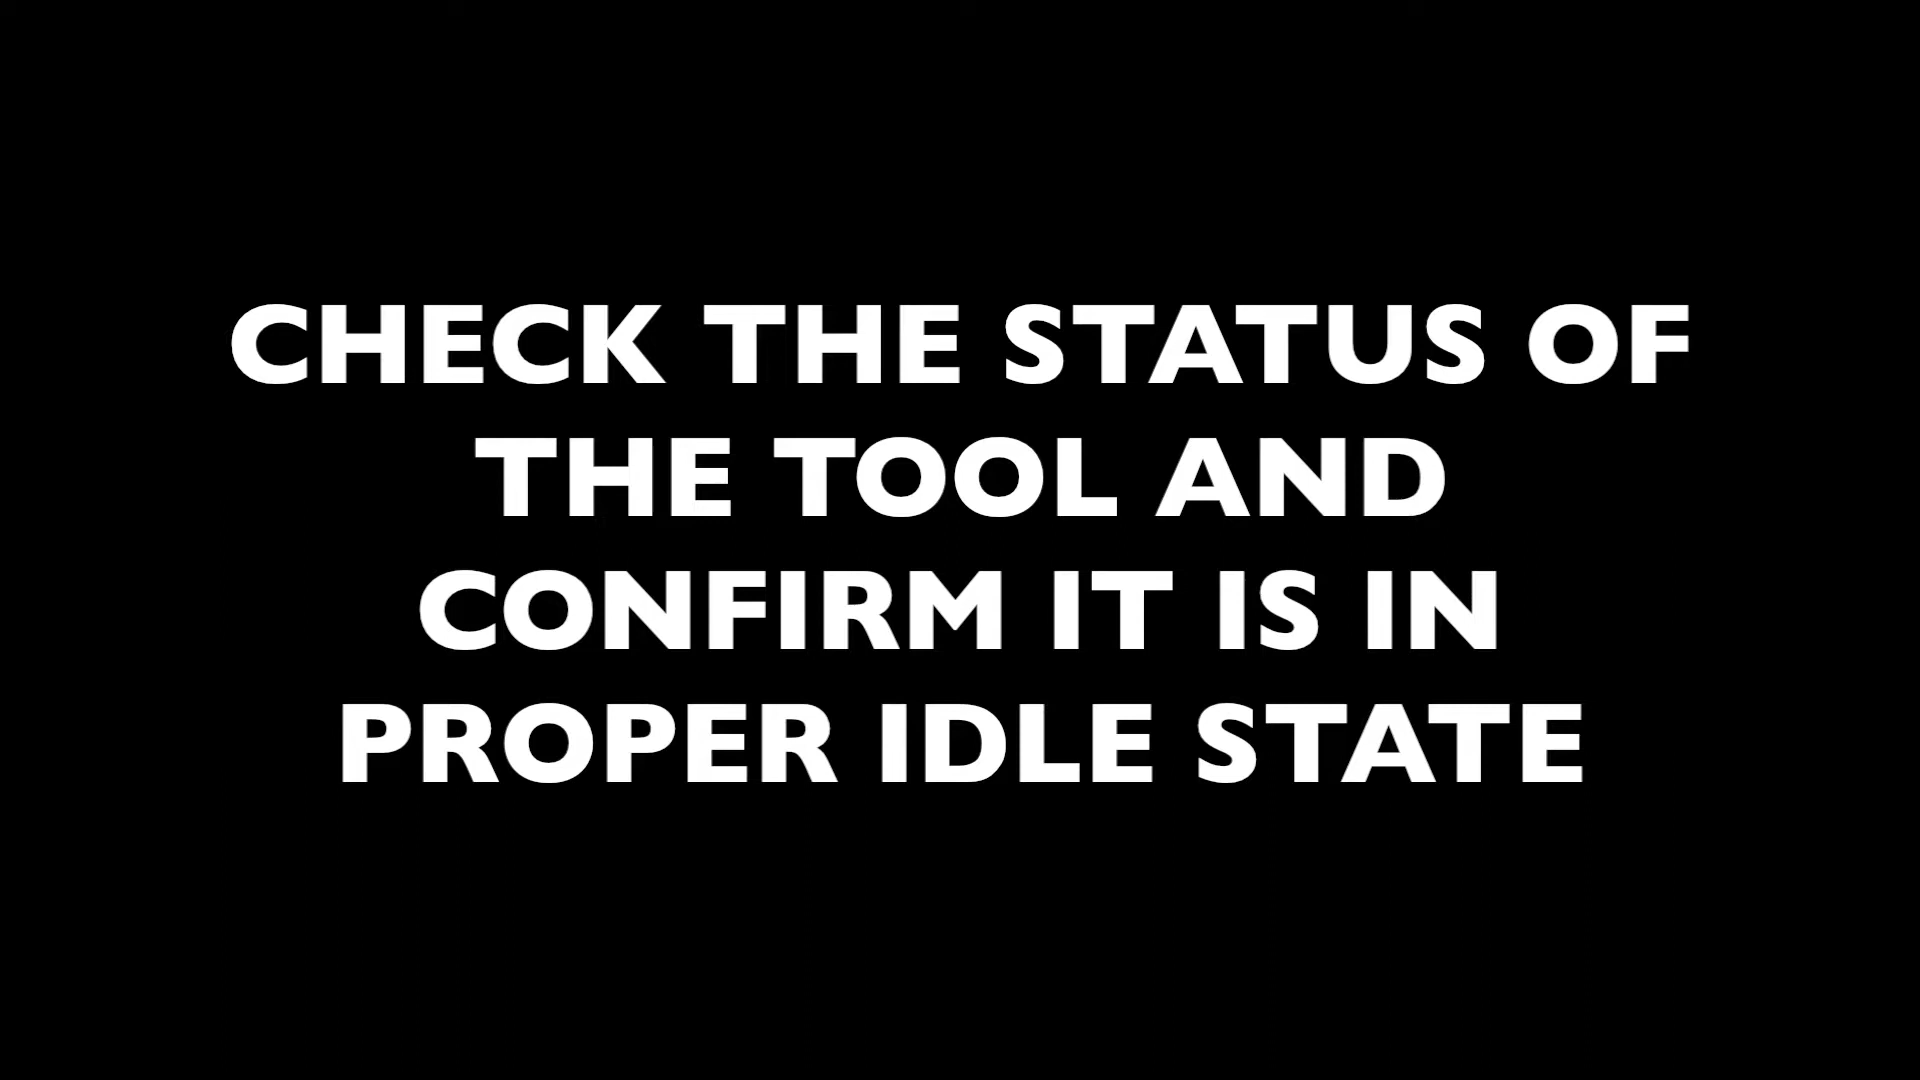 CHECK THE STATUS OF
THE TOOL AND
CONFIRM IT IS IN
PROPER IDLE STATE